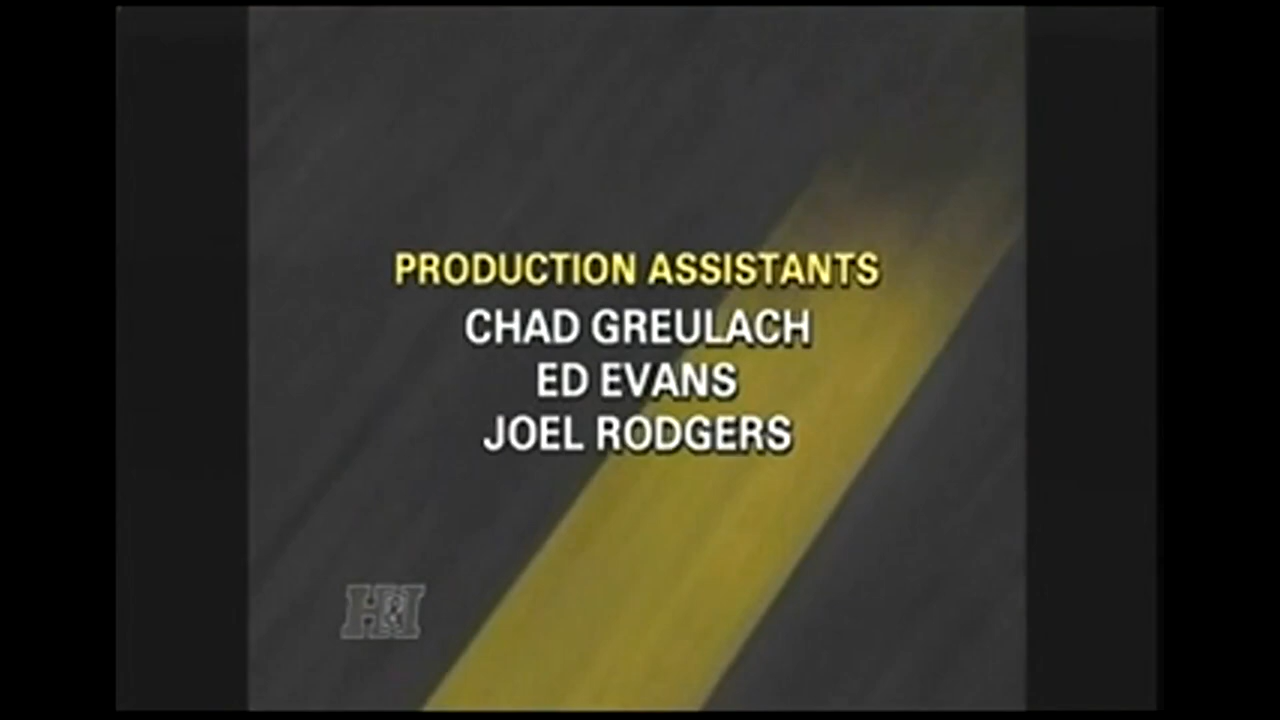 PRODUCTION ASSISTANTS
CHAD GREULACH
ED EVANS
JOEL RODGERS
H&I